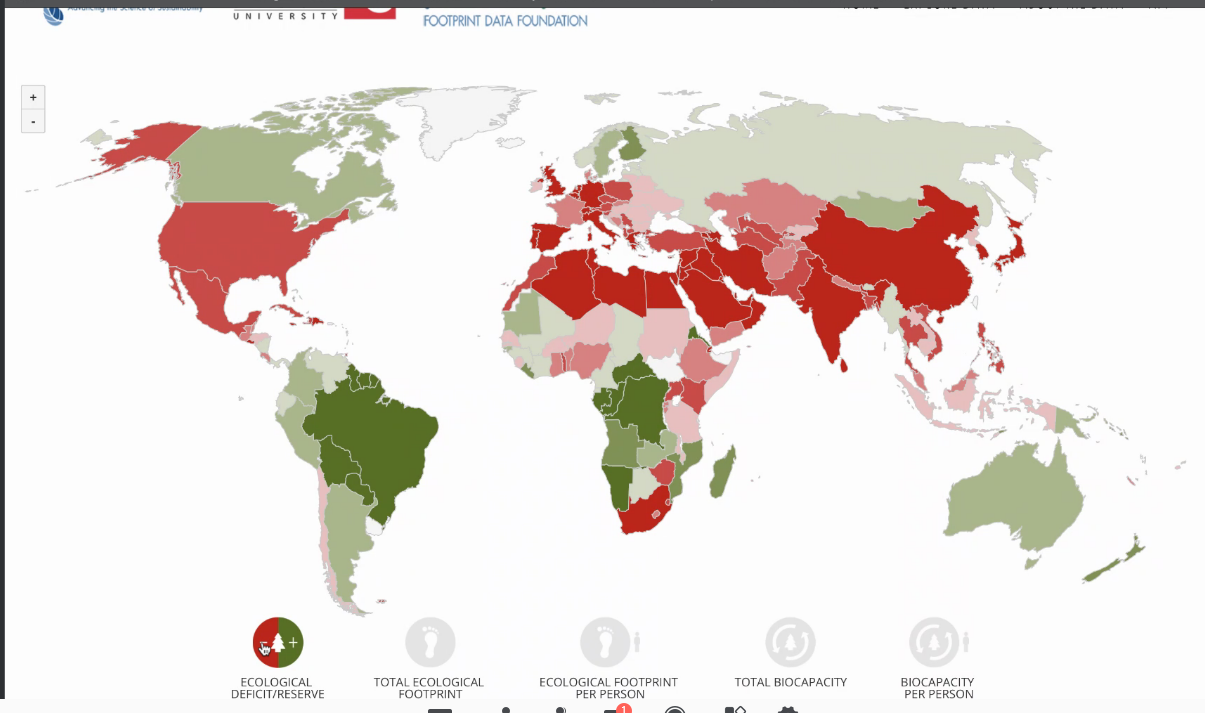 Advancing the Science of Sustainability
UNIVERSITY
FOOTPRINT DATA FOUNDATION
+
-
- +
ECOLOGICAL
DEFICIT/RESERVE
TOTAL ECOLOGICAL
FOOTPRINT
ECOLOGICAL FOOTPRINT
PER PERSON
TOTAL BIOCAPACITY
BIOCAPACITY
PER PERSON
1